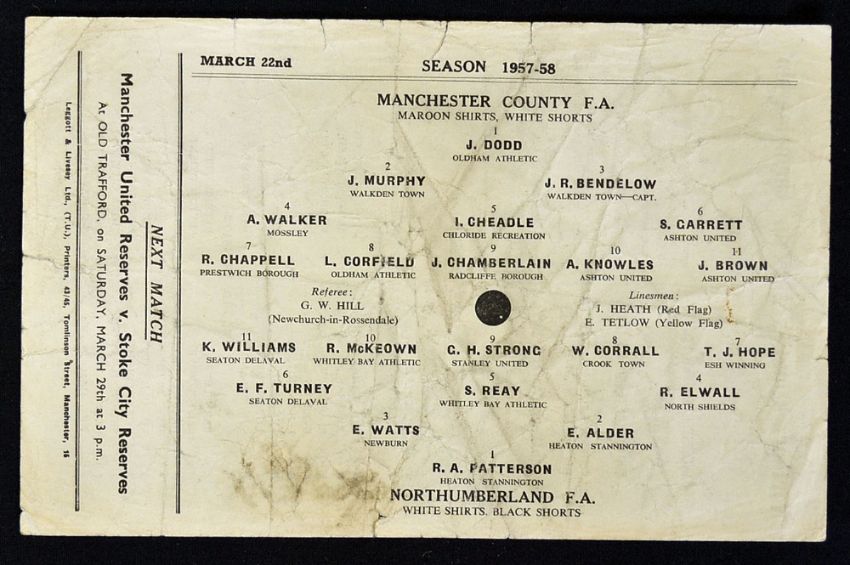 MARCH 22nd
SEASON 1957-58
MANCHESTER COUNTY F.A.
MAROON SHIRTS, WHITE SHORTS
1
J. DODD
OLDHAM ATHLETIC
2 3
J. MURPHY J. R. BENDELOW
WALKDEN TOWN WALKDEN TOWN—CAPT.
4 5 6
A. WALKER I. CHEADLE S. GARRETT
MOSSLEY CHLORIDE RECREATION ASHTON UNITED
7 8 9 10 11
R. CHAPPELL L. CORFIELD J. CHAMBERLAIN A. KNOWLES J. BROWN
PRESTWICH BOROUGH OLDHAM ATHLETIC RADCLIFFE BOROUGH ASHTON UNITED ASHTON UNITED
Referee: Linesmen:
G. W. HILL J. HEATH (Red Flag)
(Newchurch-in-Rossendale) E. TETLOW (Yellow Flag)
11 10 9 8 7
K. WILLIAMS R. McKEOWN G. H. STRONG W. CORRALL T. J. HOPE
SEATON DELAVAL WHITLEY BAY ATHLETIC STANLEY UNITED CROOK TOWN ESH WINNING
6 5 4
E. F. TURNEY S. REAY R. ELWALL
SEATON DELAVAL WHITLEY BAY ATHLETIC NORTH SHIELDS
3 2
E. WATTS E. ALDER
NEWBURN HEATON STANNINGTON
1
R. A. PATTERSON
HEATON STANNINGTON
NORTHUMBERLAND F.A.
WHITE SHIRTS. BLACK SHORTS
NEXT MATCH
Manchester United Reserves v. Stoke City Reserves
At OLD TRAFFORD, on SATURDAY, MARCH 29th at 3 p.m.
Leggott & Livesey Ltd., (T.U.), Printers, 43/45, Tomlinson Street, Manchester, 15